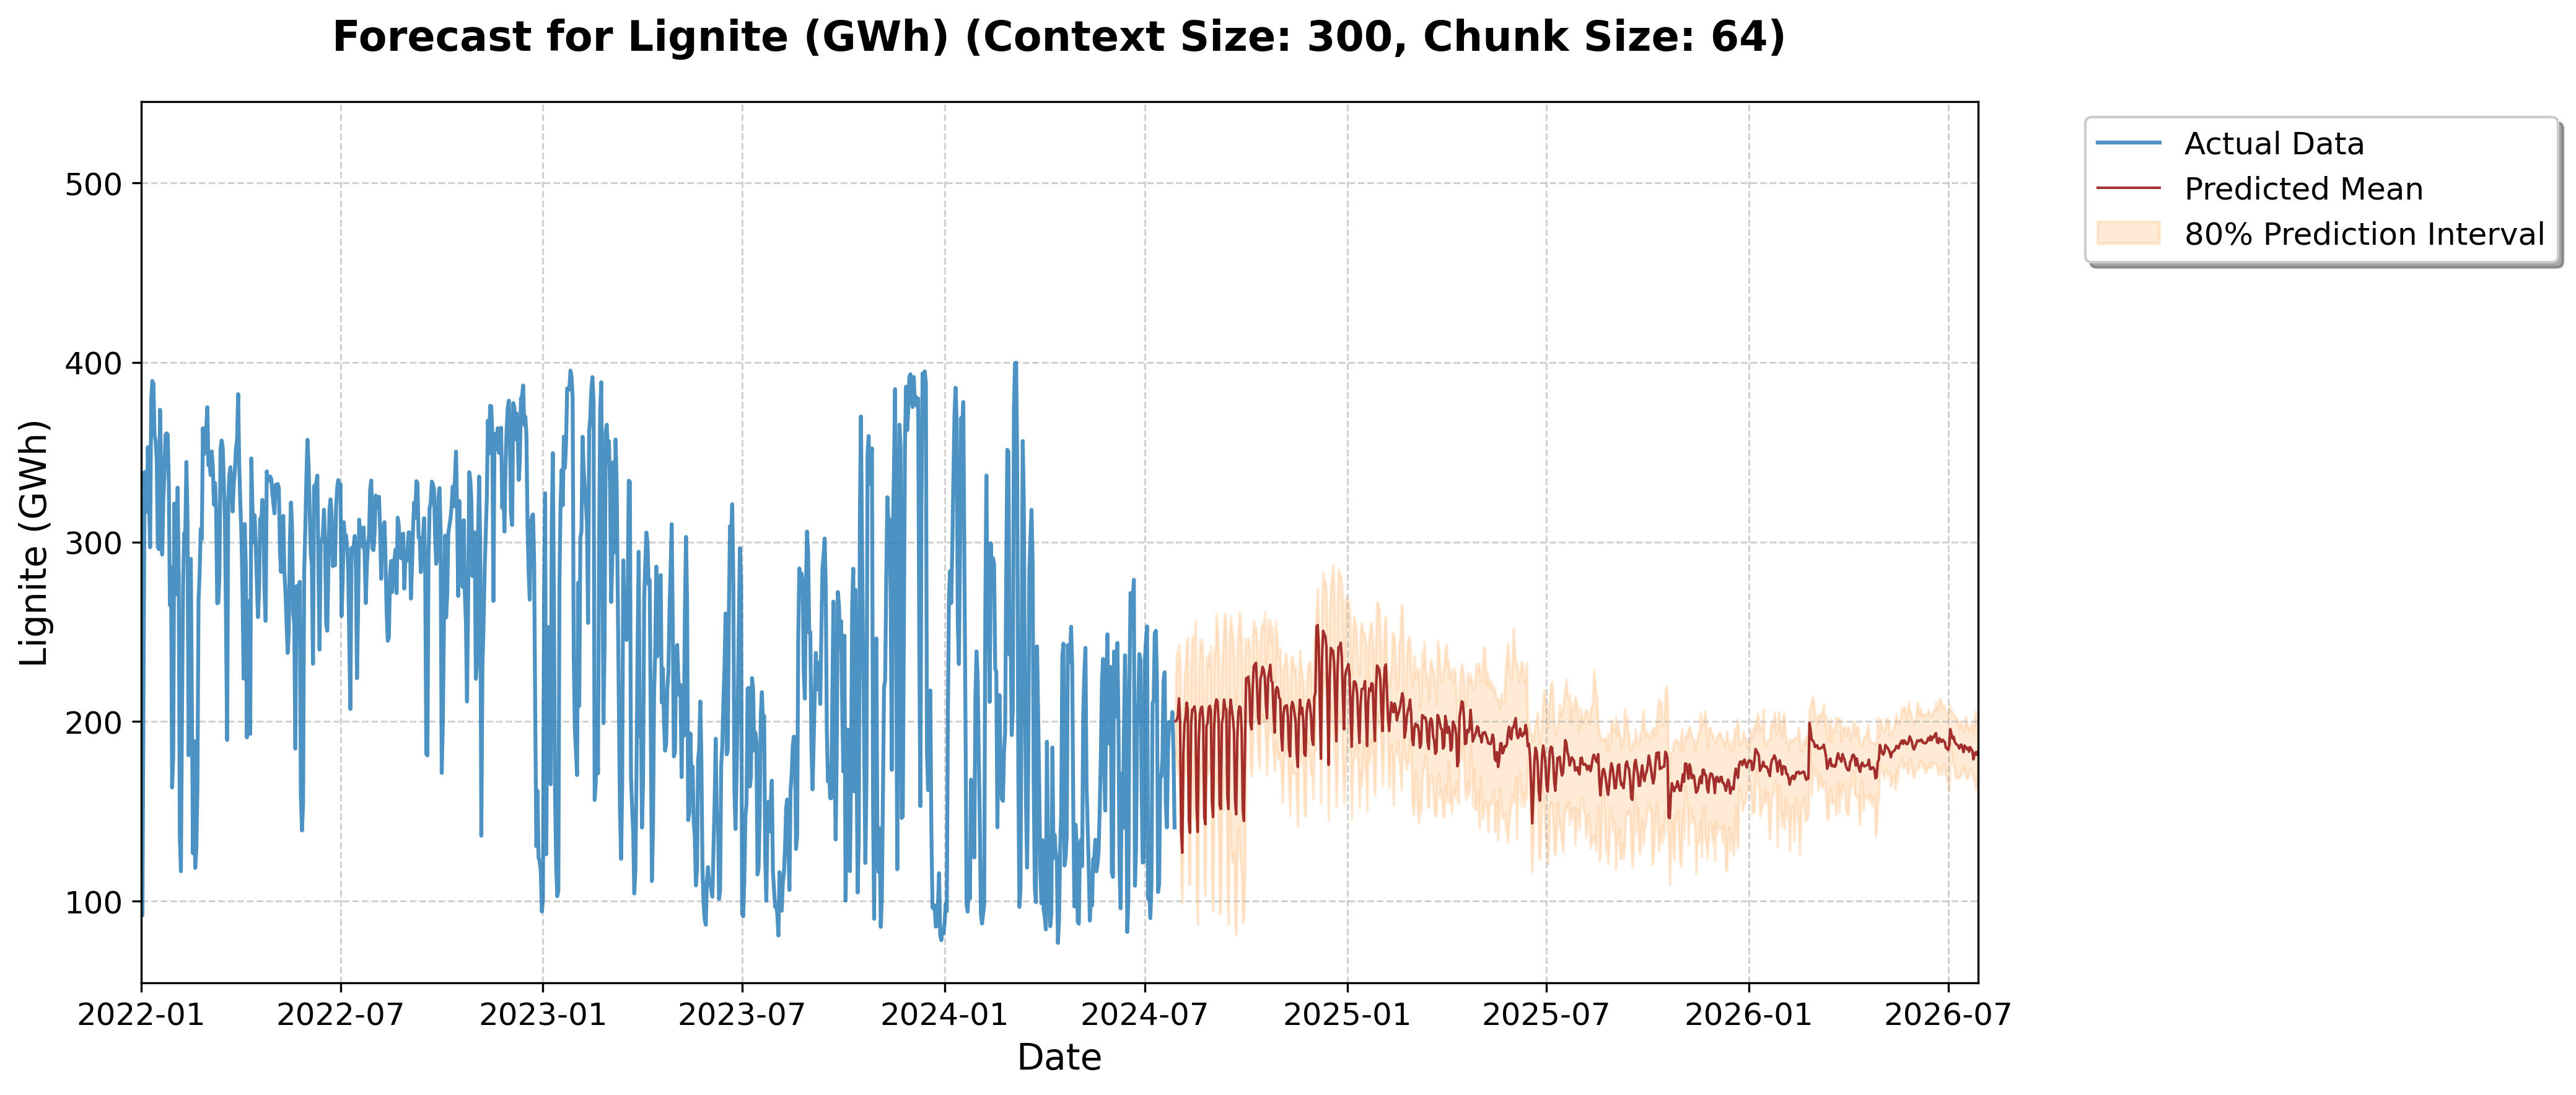 Forecast for Lignite (GWh) (Context Size: 300, Chunk Size: 64)
Actual Data
Predicted Mean
80% Prediction Interval
Lignite (GWh)
500
400
300
200
100
2022-01 2022-07 2023-01 2023-07 2024-01 2024-07 2025-01 2025-07 2026-01 2026-07
Date